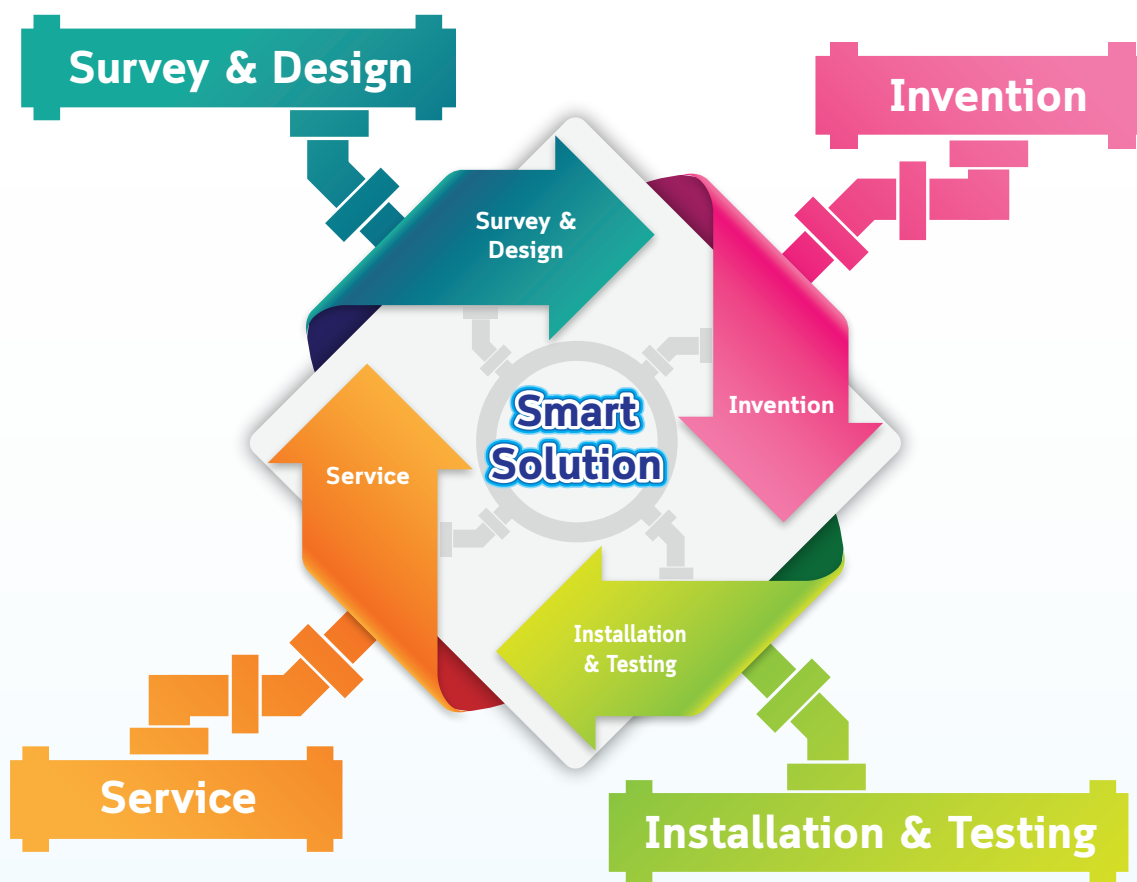 Survey & Design
Invention
Survey &
Design
Invention
Smart
Solution
Service
Installation
& Testing
Service
Installation & Testing